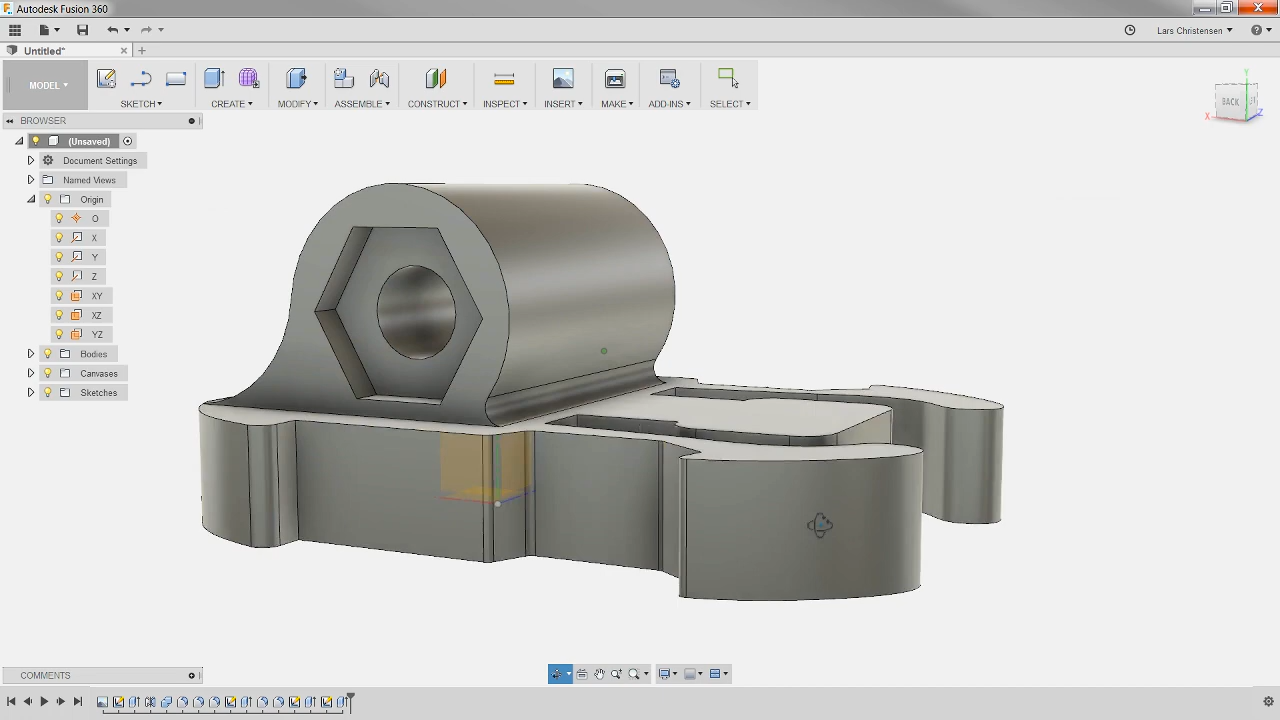 Autodesk Fusion 360
Lars Christensen
Untitled*
MODEL
SKETCH
CREATE
MODIFY
ASSEMBLE
CONSTRUCT
INSPECT
INSERT
MAKE
ADD-INS
SELECT
BROWSER
(Unsaved)
Document Settings
Named Views
Origin
O
X
Y
Z
XY
XZ
YZ
Bodies
Canvases
Sketches
Y
BACK
X
Z
COMMENTS